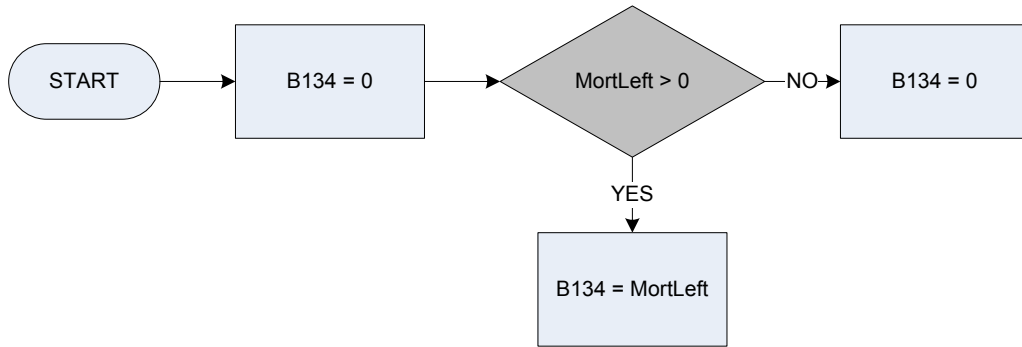 START
B134 = 0
MortLeft > 0
NO
B134 = 0
YES
B134 = MortLeft